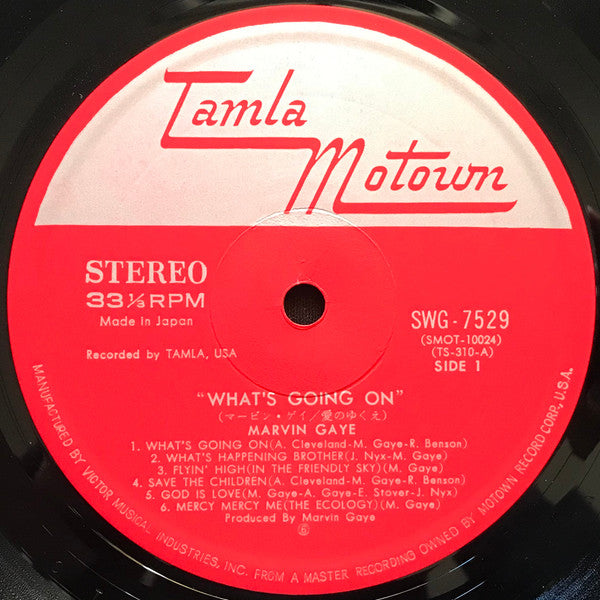 Tamla
Motown
STEREO
33⅓RPM
Made in Japan
Recorded by TAMLA, USA
SWG-7529
(SMOT-10024)
(TS-310-A)
SIDE 1
"WHAT'S GOING ON"
(マービン・ゲイ/愛のゆくえ)
MARVIN GAYE
1. WHAT'S GOING ON(A. Cleveland-M. Gaye-R. Benson)
2. WHAT'S HAPPENING BROTHER(J. Nyx-M. Gaye)
3. FLYIN' HIGH(IN THE FRIENDLY SKY)(M. Gaye)
4. SAVE THE CHILDREN(A. Cleveland-M. Gaye-R. Benson)
5. GOD IS LOVE(M. Gaye-A. Gaye-E. Stover-J. Nyx)
6. MERCY MERCY ME(THE ECOLOGY)(M. Gaye)
Produced By Marvin Gaye
Ⓖ
MANUFACTURED BY VICTOR MUSICAL INDUSTRIES, INC. FROM A MASTER RECORDING OWNED BY MOTOWN RECORD CORP., U.S.A.